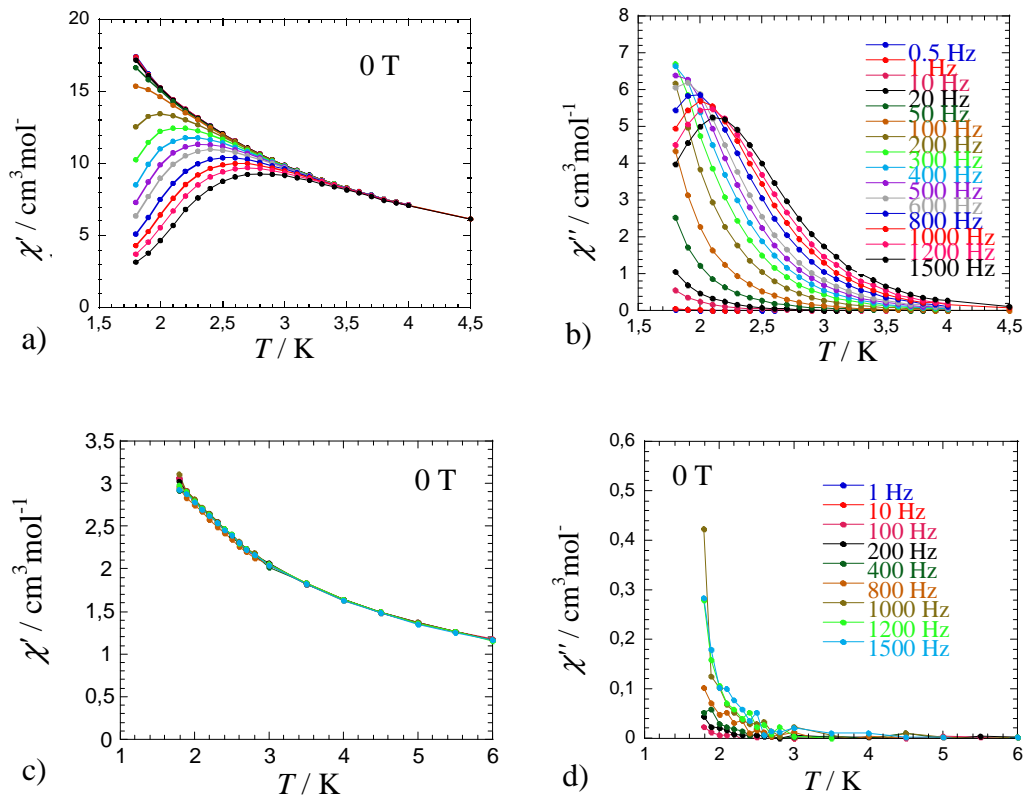 20
15
10
5
0
1,5 2 2,5 3 3,5 4 4,5
0 T
χ' / cm³mol⁻
T / K
a)
8
7
6
5
4
3
2
1
0
1,5 2 2,5 3 3,5 4 4,5
0.5 Hz
1 Hz
10 Hz
20 Hz
50 Hz
100 Hz
200 Hz
300 Hz
400 Hz
500 Hz
600 Hz
800 Hz
1000 Hz
1200 Hz
1500 Hz
χ'' / cm³mol⁻¹
T / K
b)
3,5
3
2,5
2
1,5
1
0,5
0
1 2 3 4 5 6
0 T
χ' / cm³mol⁻¹
T / K
c)
0,6
0,5
0,4
0,3
0,2
0,1
0
1 2 3 4 5 6
0 T
1 Hz
10 Hz
100 Hz
200 Hz
400 Hz
800 Hz
1000 Hz
1200 Hz
1500 Hz
χ'' / cm³mol⁻
T / K
d)